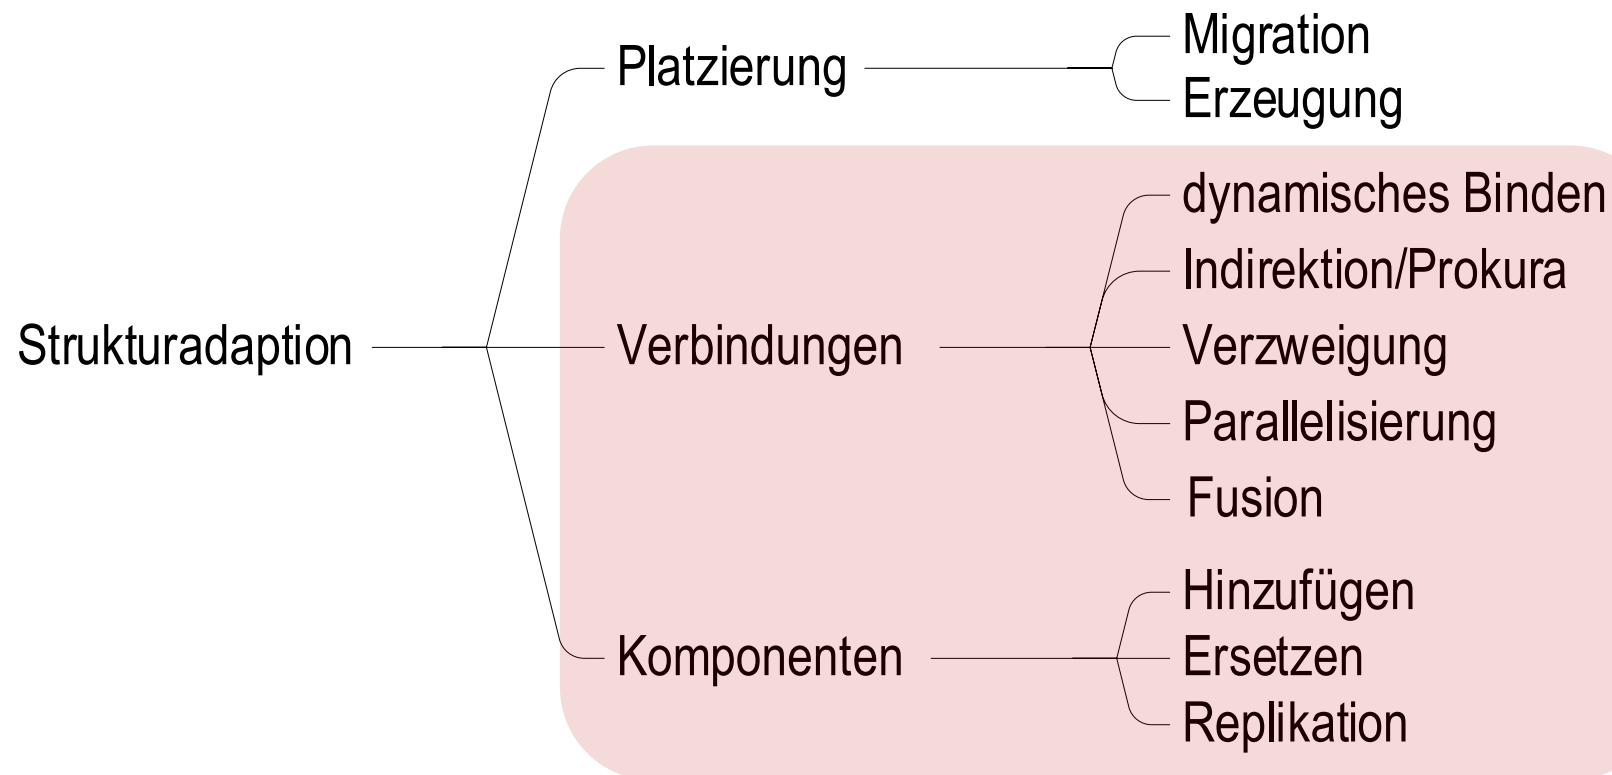 Strukturadaption
Platzierung
Migration
Erzeugung
Verbindungen
dynamisches Binden
Indirektion/Prokura
Verzweigung
Parallelisierung
Fusion
Komponenten
Hinzufügen
Ersetzen
Replikation